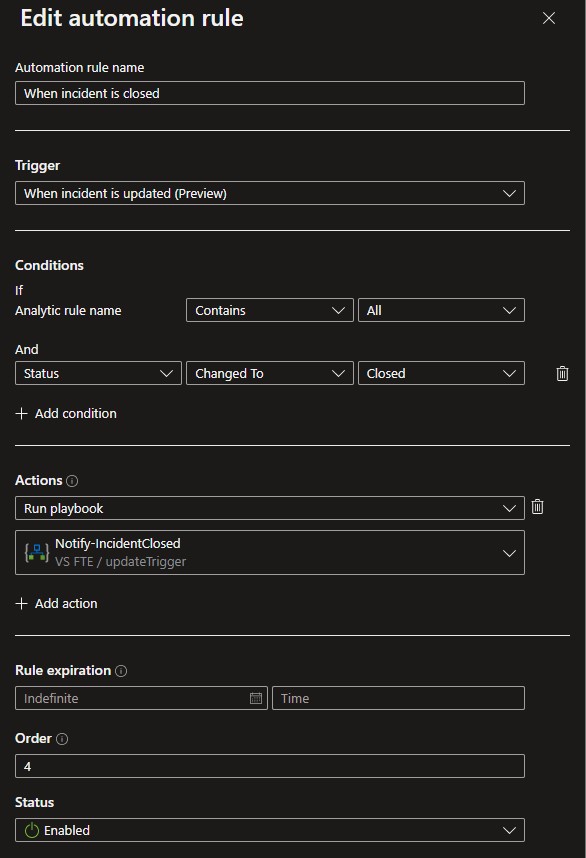 Edit automation rule
Automation rule name
When incident is closed
Trigger
When incident is updated (Preview)
Conditions
If
Analytic rule name Contains All
And
Status Changed To Closed
Add condition
Actions
Run playbook
Notify-IncidentClosed
VS FTE / updateTrigger
Add action
Rule expiration
Indefinite Time
Order
4
Status
Enabled